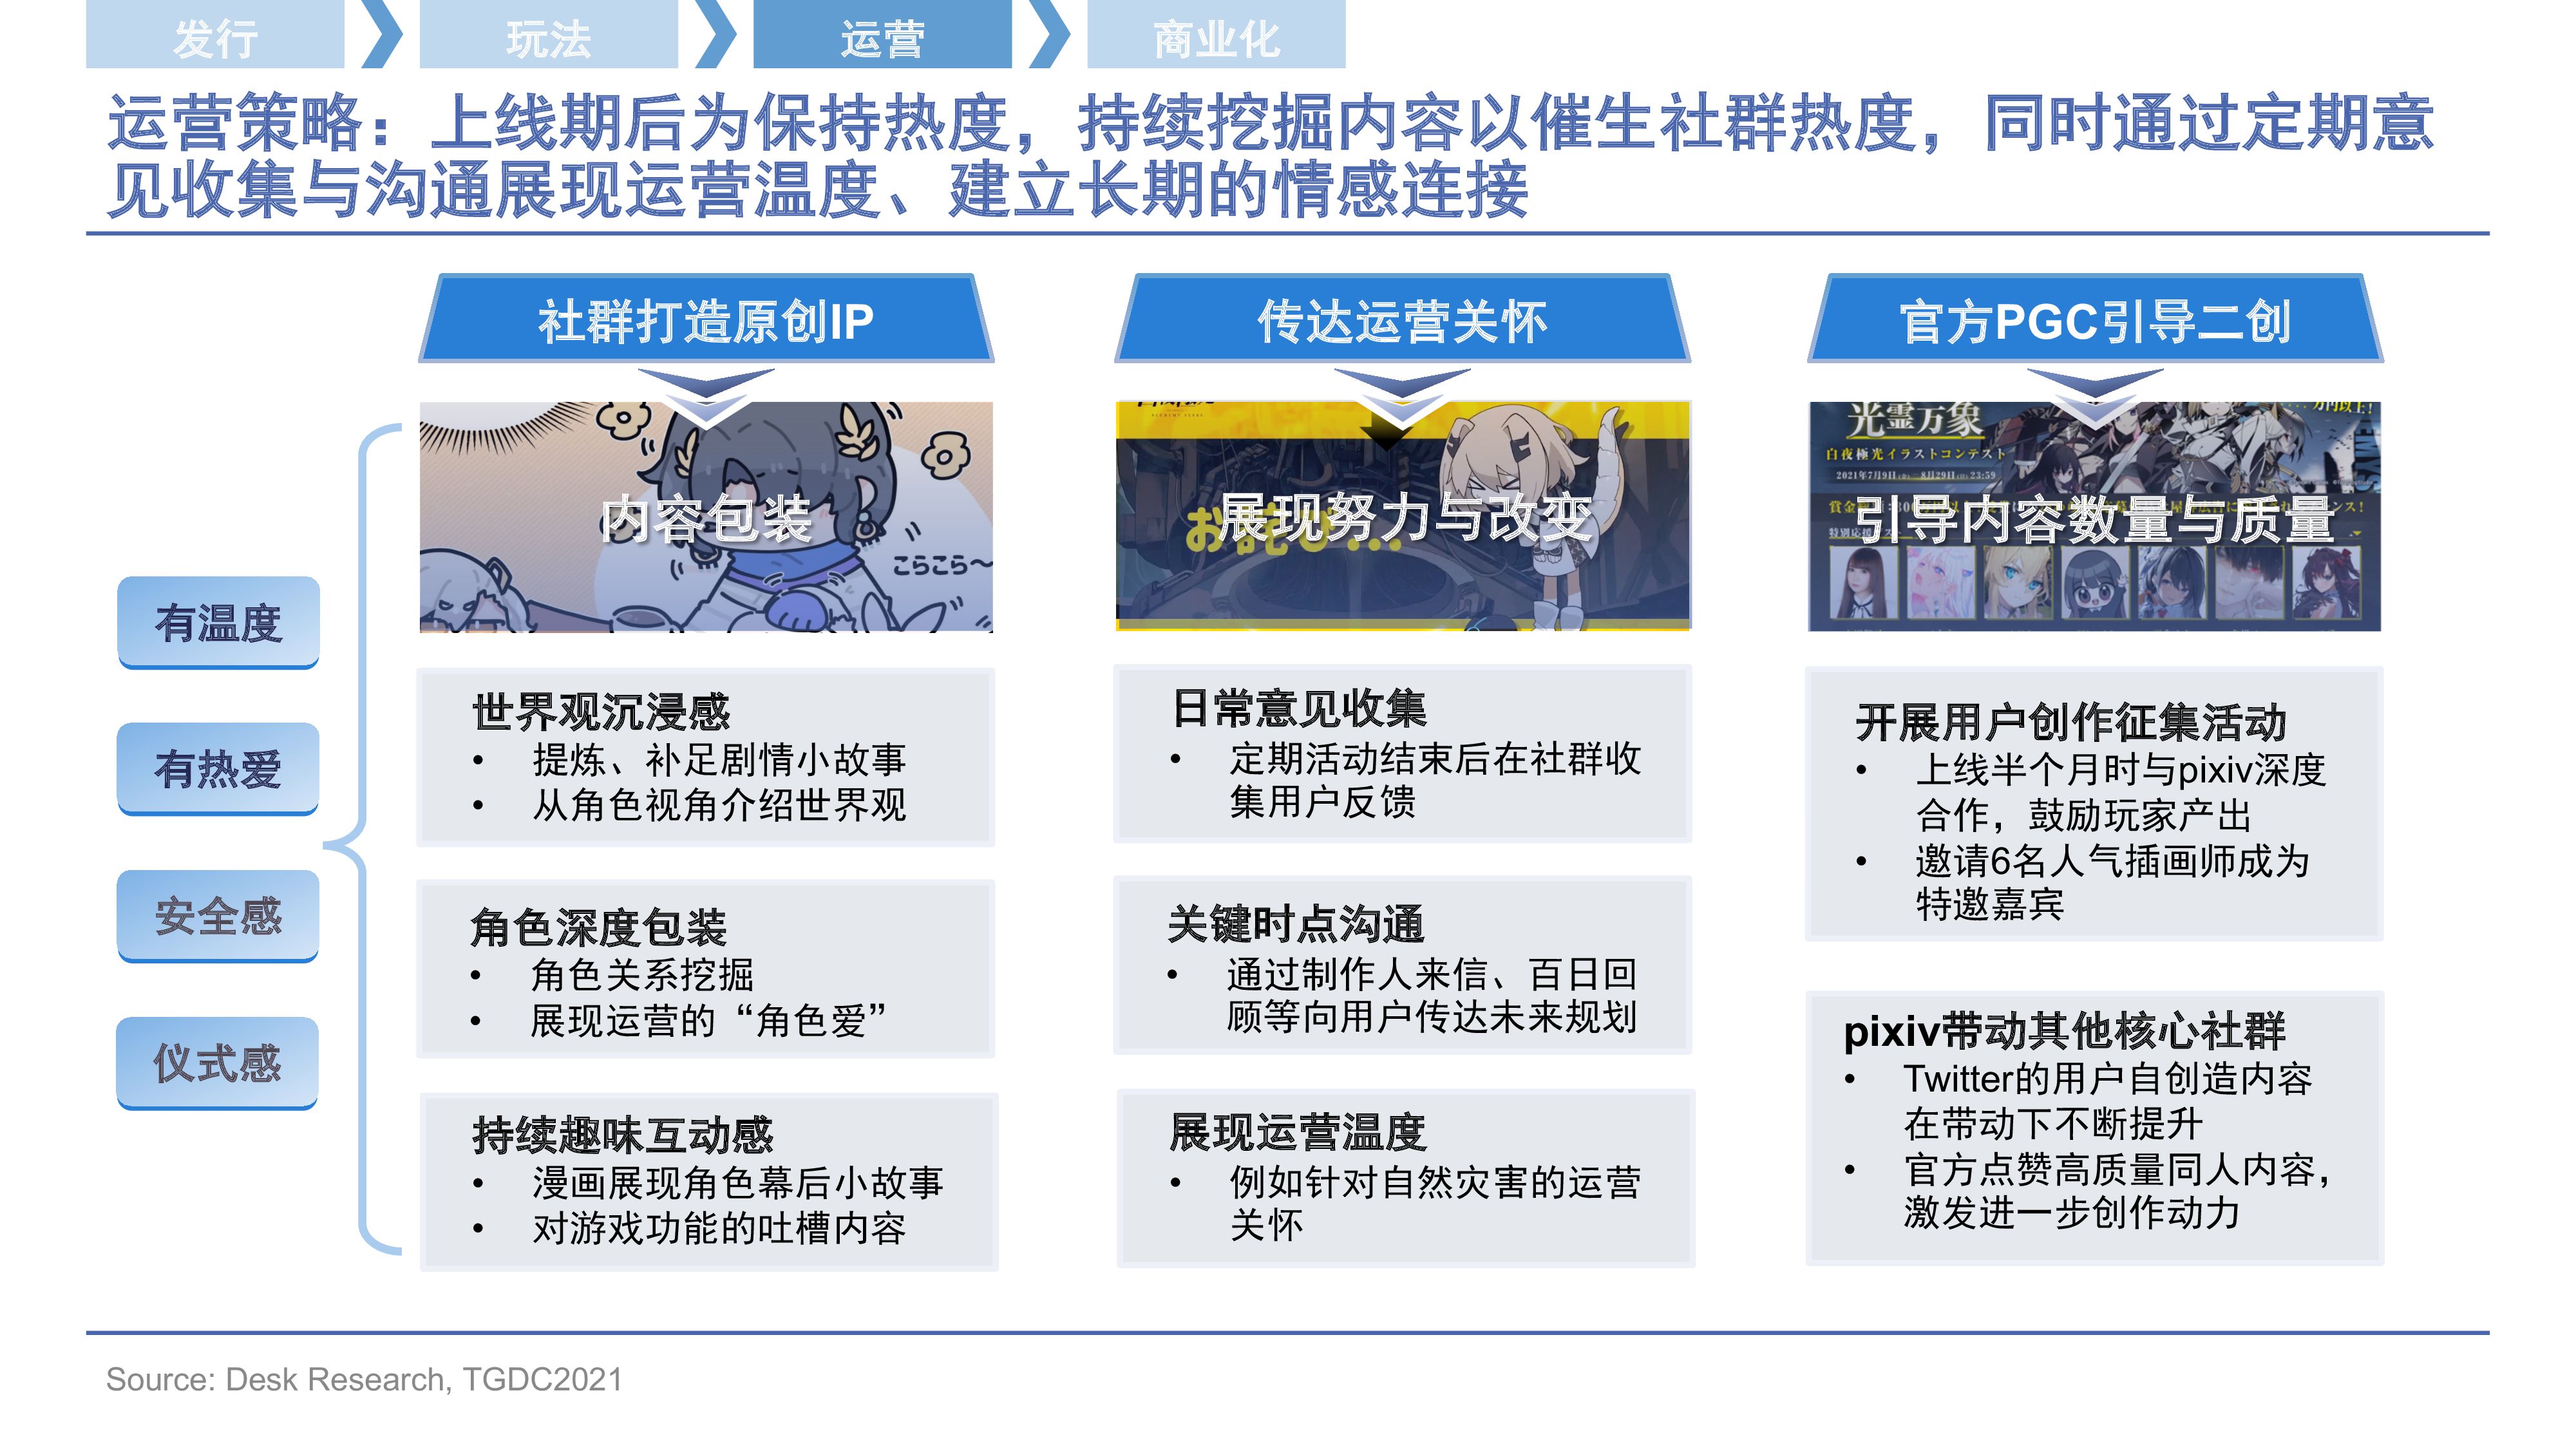 发行
玩法
运营
商业化
运营策略：上线期后为保持热度，持续挖掘内容以催生社群热度，同时通过定期意
见收集与沟通展现运营温度、建立长期的情感连接
有温度
有热爱
安全感
仪式感
社群打造原创IP
こらこら～
内容包装
世界观沉浸感
• 提炼、补足剧情小故事
• 从角色视角介绍世界观
角色深度包装
• 角色关系挖掘
• 展现运营的“角色爱”
持续趣味互动感
• 漫画展现角色幕后小故事
• 对游戏功能的吐槽内容
传达运营关怀
ALCHEMY STARS
展现努力与改变
日常意见收集
• 定期活动结束后在社群收
集用户反馈
关键时点沟通
• 通过制作人来信、百日回
顾等向用户传达未来规划
展现运营温度
• 例如针对自然灾害的运营
关怀
官方PGC引导二创
光霊万象
白夜極光イラストコンテスト
2021年7月9日 8月29日 23:59
引导内容数量与质量
开展用户创作征集活动
• 上线半个月时与pixiv深度
合作，鼓励玩家产出
• 邀请6名人气插画师成为
特邀嘉宾
pixiv带动其他核心社群
• Twitter的用户自创造内容
在带动下不断提升
• 官方点赞高质量同人内容，
激发进一步创作动力
Source: Desk Research, TGDC2021